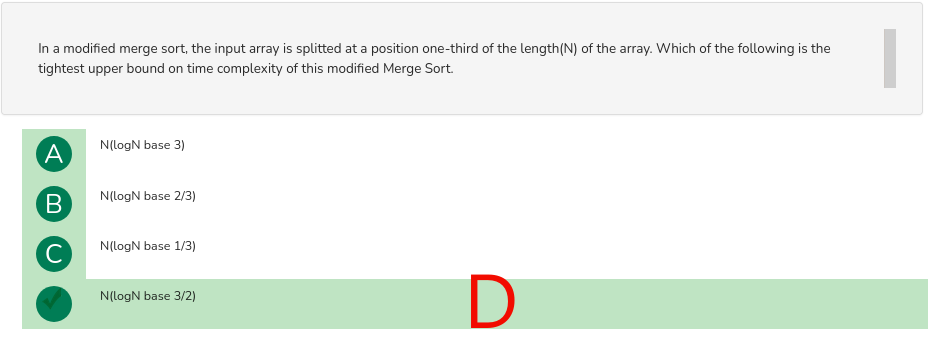 In a modified merge sort, the input array is splitted at a position one-third of the length(N) of the array. Which of the following is the
tightest upper bound on time complexity of this modified Merge Sort.
A N(logN base 3)
B N(logN base 2/3)
C N(logN base 1/3)
N(logN base 3/2)
D